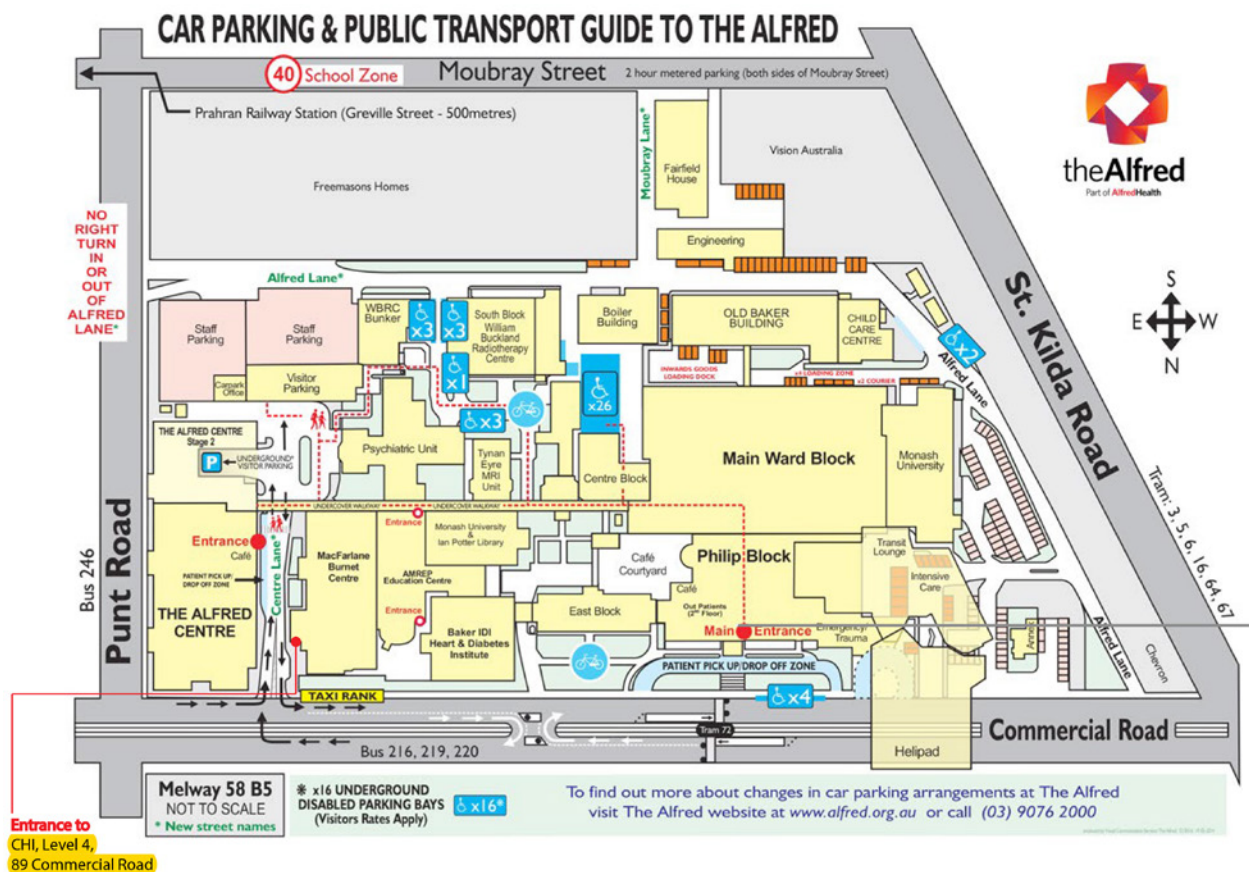 CAR PARKING & PUBLIC TRANSPORT GUIDE TO THE ALFRED
40 School Zone
Moubray Street
2 hour metered parking (both sides of Moubray Street)
Prahran Railway Station (Greville Street - 500metres)
theAlfred
Part of AlfredHealth
Freemasons Homes
Moubray Lane*
Fairfield
House
Vision Australia
Engineering
NO
RIGHT
TURN
IN
OR
OUT
OF
ALFRED
LANE*
Alfred Lane*
S
E
W
N
St. Kilda Road
Staff
Parking
Staff
Parking
WBRC
Bunker
x3
x3
South Block
William
Buckland
Radiotherapy
Centre
Boiler
Building
OLD BAKER
BUILDING
CHILD
CARE
CENTRE
x2
Alfred Lane
Carpark
Office
Visitor
Parking
x1
x26
INWARDS GOODS
LOADING DOCK
x3 LOADING ZONE
x2 COURIER
x3
THE ALFRED CENTRE
Stage 2
P
UNDERGROUND*
VISITOR PARKING
Psychiatric Unit
Tynan
Eyre
MRI
Unit
Centre Block
Main Ward Block
Monash
University
Tram: 3, 5, 6, 16, 64, 67
UNDERCOVER WALKWAY
UNDERCOVER WALKWAY
Punt Road
Bus 246
Entrance
Café
PATIENT PICK UP/
DROP OFF ZONE
THE ALFRED
CENTRE
Centre Lane*
MacFarlane
Burnet
Centre
Entrance
Monash University
&
Ian Potter Library
AMREP
Education Centre
Entrance
Baker IDI
Heart & Diabetes
Institute
Café
Courtyard
East Block
Philip Block
Café
Out Patients
(2nd Floor)
Main Entrance
Transit
Lounge
Intensive
Care
Emergency/
Trauma
Annex
Alfred Lane
Chevron
TAXI RANK
PATIENT PICK UP/DROP OFF ZONE
x4
Tram 72
Commercial Road
Bus 216, 219, 220
Helipad
Melway 58 B5
NOT TO SCALE
* New street names
x16 UNDERGROUND
DISABLED PARKING BAYS
(Visitors Rates Apply)
x16*
To find out more about changes in car parking arrangements at The Alfred
visit The Alfred website at www.alfred.org.au or call (03) 9076 2000
Entrance to
CHI, Level 4,
89 Commercial Road